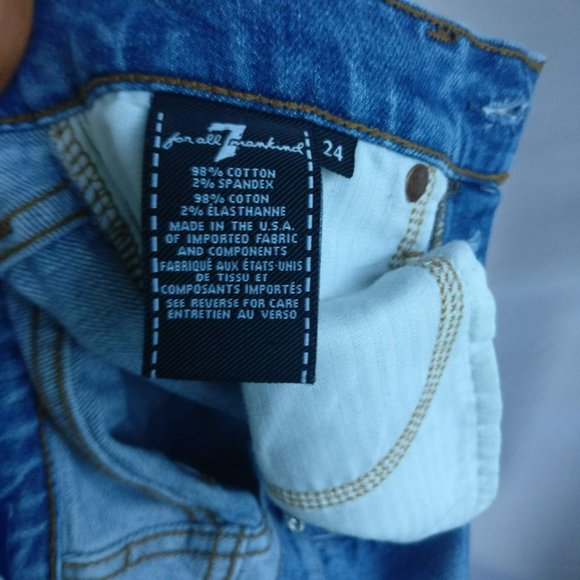 7
for all mankind
24
98% COTTON
2% SPANDEX
98% COTON
2% ÉLASTHANNE
MADE IN THE U.S.A.
OF IMPORTED FABRIC
AND COMPONENTS
FABRIQUÉ AUX ÉTATS-UNIS
DE TISSU ET
COMPOSANTS IMPORTÉS
SEE REVERSE FOR CARE
ENTRETIEN AU VERSO